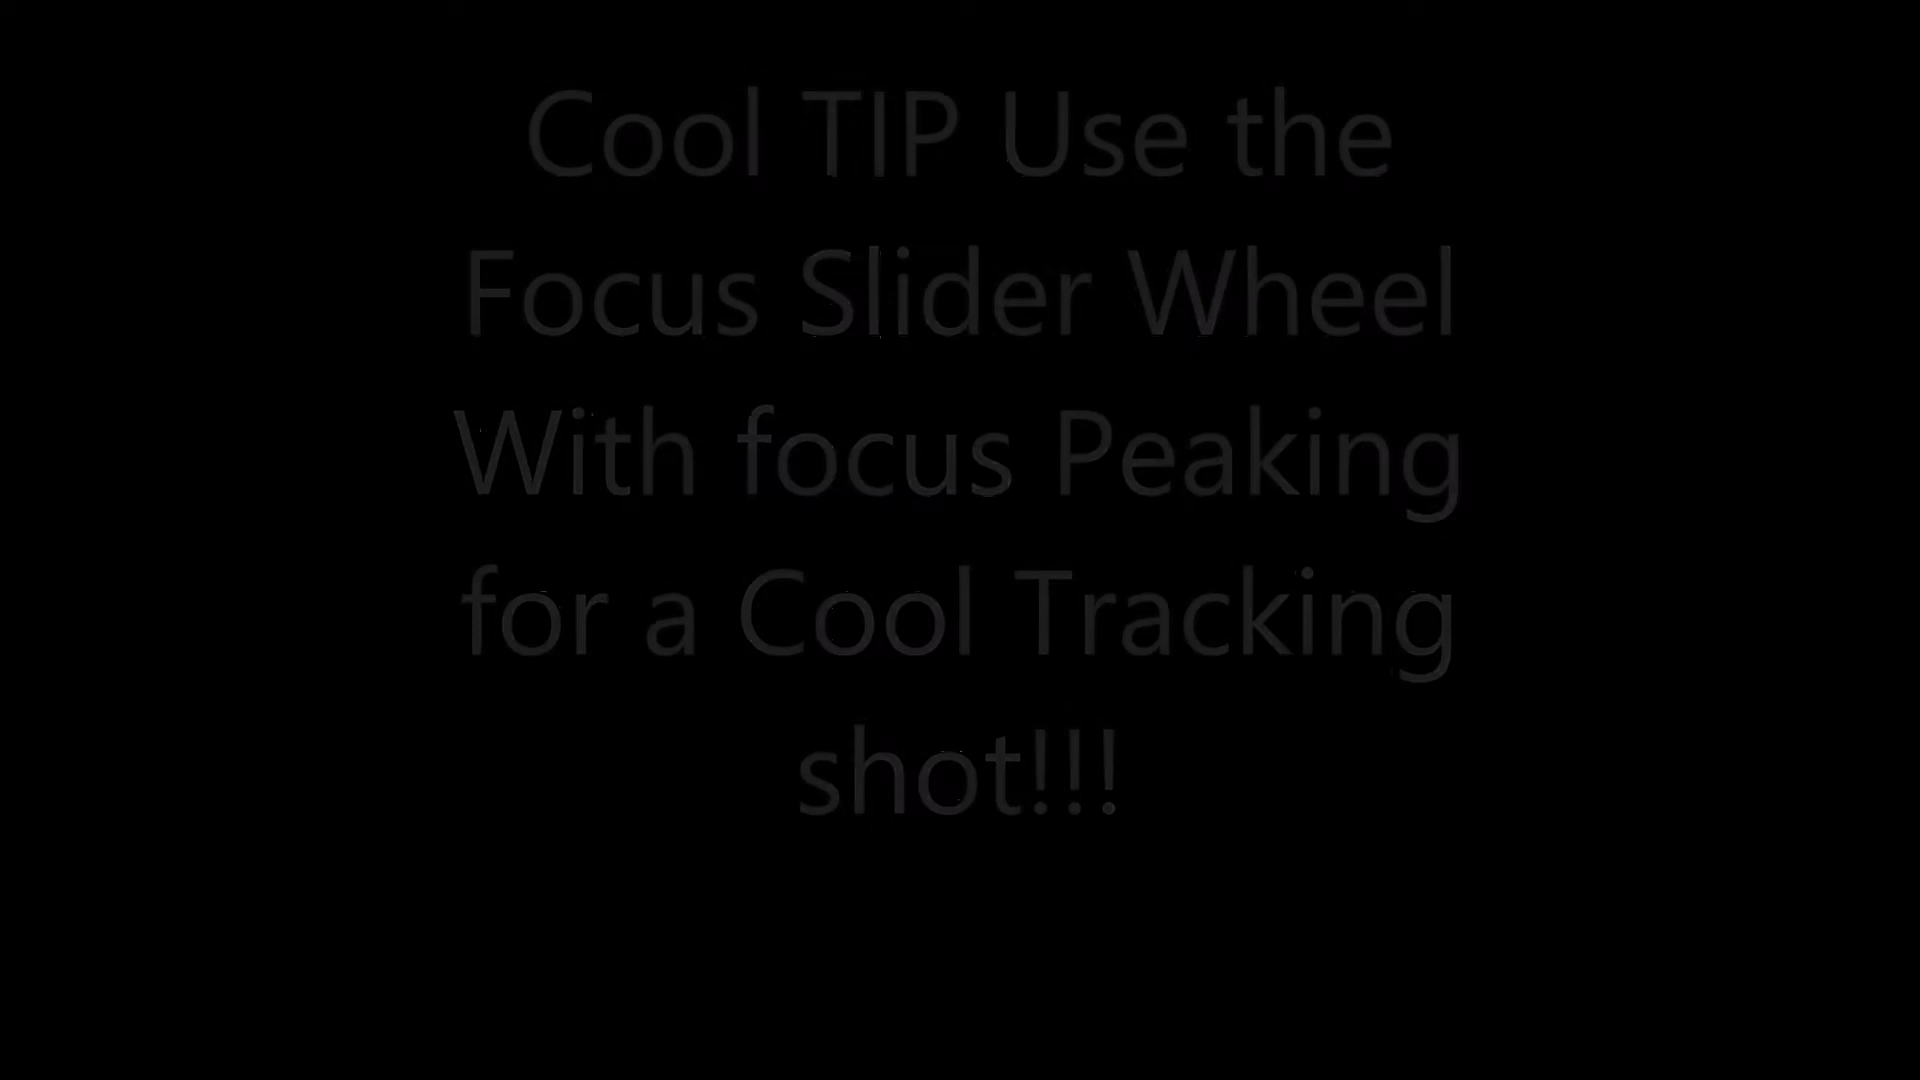 Cool TIP Use the
Focus Slider Wheel
With focus Peaking
for a Cool Tracking
shot!!!